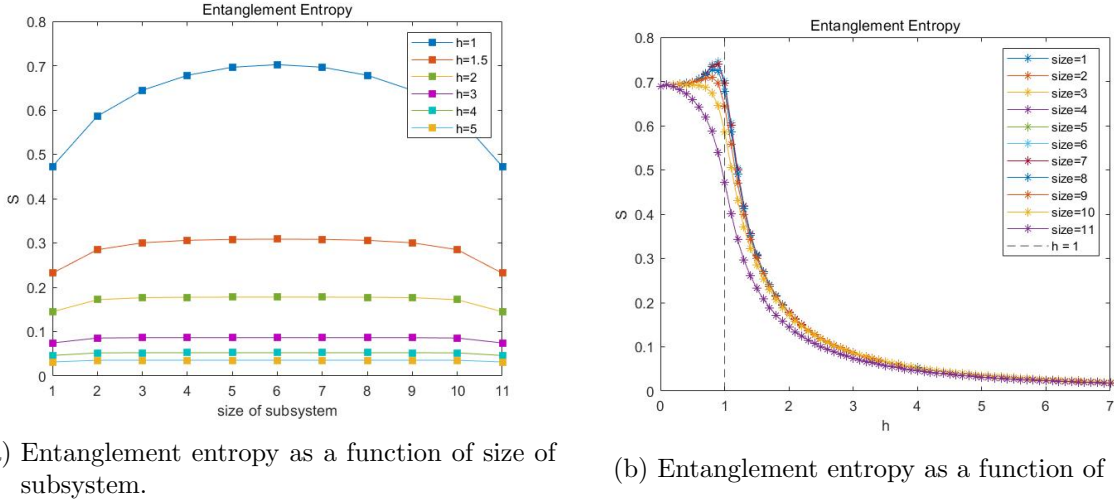 Entanglement Entropy
0.8
0.7
0.6
0.5
0.4
0.3
0.2
0.1
0
S
h=1
h=1.5
h=2
h=3
h=4
h=5
1 2 3 4 5 6 7 8 9 10 11
size of subsystem
) Entanglement entropy as a function of size of
subsystem.
Entanglement Entropy
0.8
0.7
0.6
0.5
0.4
0.3
0.2
0.1
0
S
size=1
size=2
size=3
size=4
size=5
size=6
size=7
size=8
size=9
size=10
size=11
h = 1
0 1 2 3 4 5 6 7
h
(b) Entanglement entropy as a function of